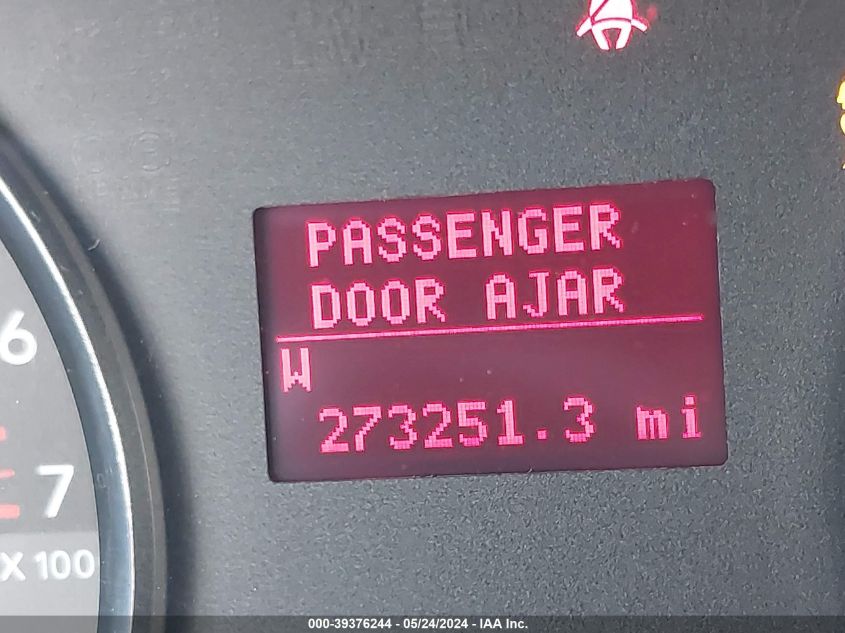 PASSENGER
DOOR AJAR
W
273251.3 mi
6
7
X 100
000-39376244 - 05/24/2024 - IAA Inc.